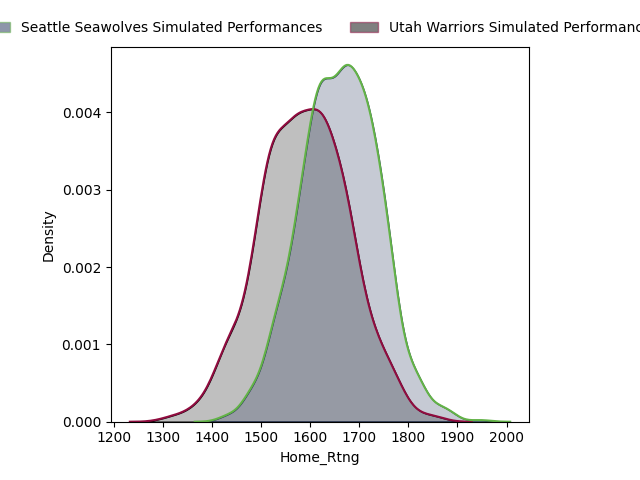 Seattle Seawolves Simulated Performances
Utah Warriors Simulated
0.004
0.003
0.002
0.001
0.000
Density
1200 1300 1400 1500 1600 1700 1800 1900 2000
Home_Rtng